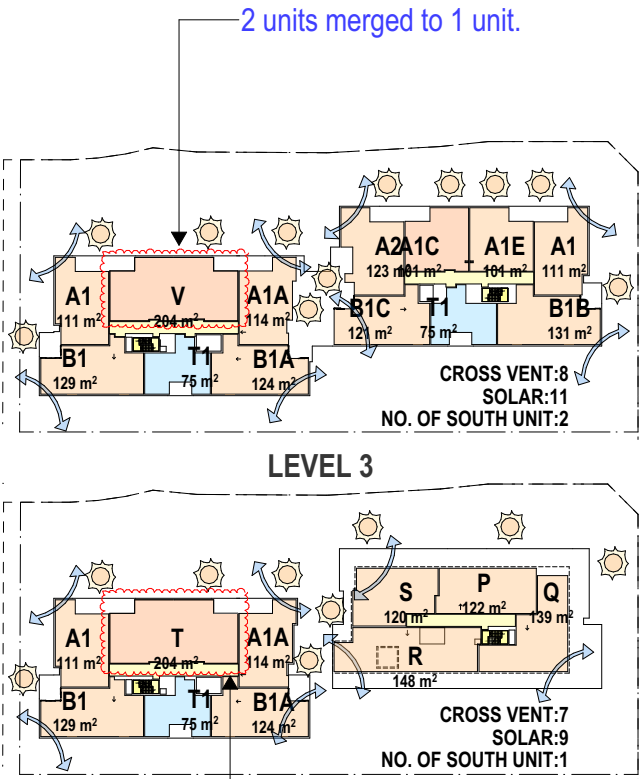 2 units merged to 1 unit.
A2 A1C A1E A1
123 m² 101 m² 101 m² 111 m²
A1 V A1A
111 m² 204 m² 114 m²
B1C T1 B1B
121 m² 75 m² 131 m²
B1 T1 B1A
129 m² 75 m² 124 m²
CROSS VENT:8
SOLAR:11
NO. OF SOUTH UNIT:2
LEVEL 3
S P Q
120 m² 122 m² 139 m²
A1 T A1A
111 m² 204 m² 114 m²
R
148 m²
B1 T1 B1A
129 m² 75 m² 124 m²
CROSS VENT:7
SOLAR:9
NO. OF SOUTH UNIT:1